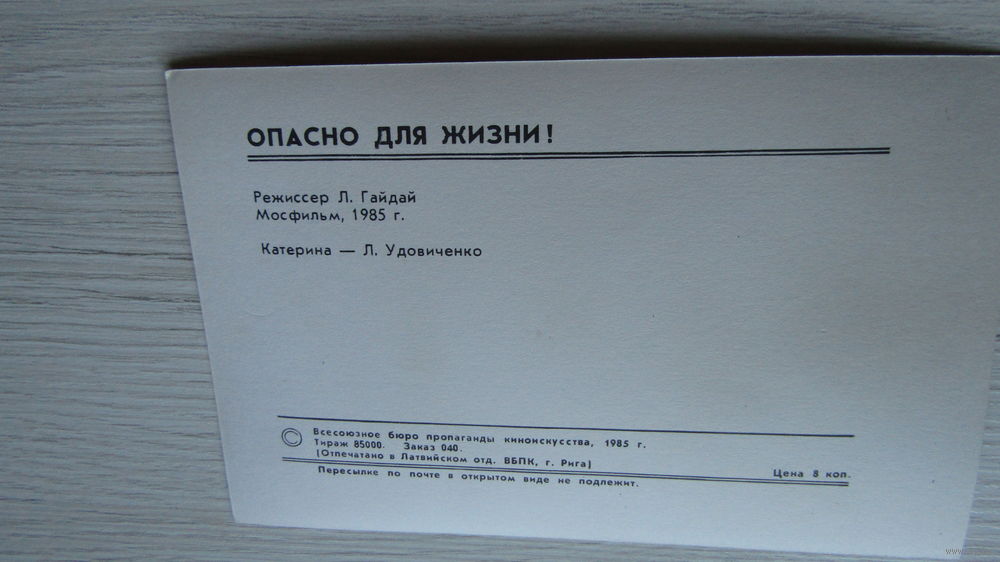 ОПАСНО ДЛЯ ЖИЗНИ!
Режиссер Л. Гайдай
Мосфильм, 1985 г.
Катерина — Л. Удовиченко
© Всесоюзное бюро пропаганды киноискусства, 1985 г.
Тираж 85000. Заказ 040.
(Отпечатано в Латвийском отд. ВБПК, г. Рига)
Цена 8 коп.
Пересылке по почте в открытом виде не подлежит.